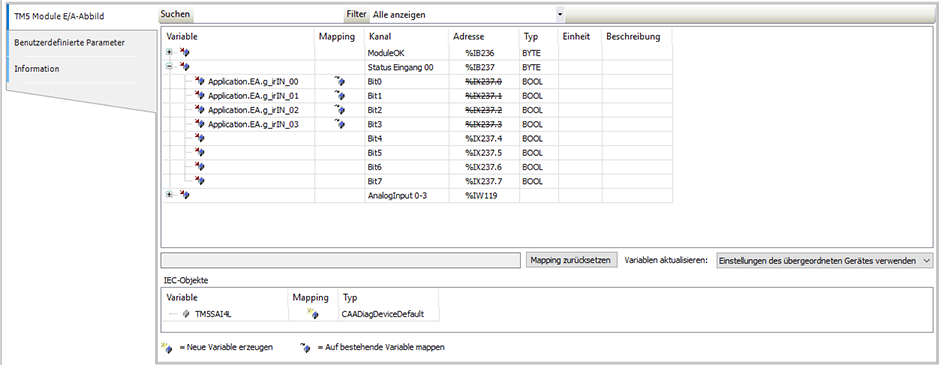 TM5 Module E/A-Abbild
Benutzerdefinierte Parameter
Information
Suchen Filter Alle anzeigen
Variable Mapping Kanal Adresse Typ Einheit Beschreibung
ModuleOK %IB236 BYTE
Status Eingang 00 %IB237 BYTE
Application.EA.g_irIN_00 Bit0 %IX237.0 BOOL
Application.EA.g_irIN_01 Bit1 %IX237.1 BOOL
Application.EA.g_irIN_02 Bit2 %IX237.2 BOOL
Application.EA.g_irIN_03 Bit3 %IX237.3 BOOL
Bit4 %IX237.4 BOOL
Bit5 %IX237.5 BOOL
Bit6 %IX237.6 BOOL
Bit7 %IX237.7 BOOL
AnalogInput 0-3 %IW119
Mapping zurücksetzen Variablen aktualisieren: Einstellungen des übergeordneten Gerätes verwenden
IEC-Objekte
Variable Mapping Typ
TM5SAI4L CAADiagDeviceDefault
= Neue Variable erzeugen = Auf bestehende Variable mappen